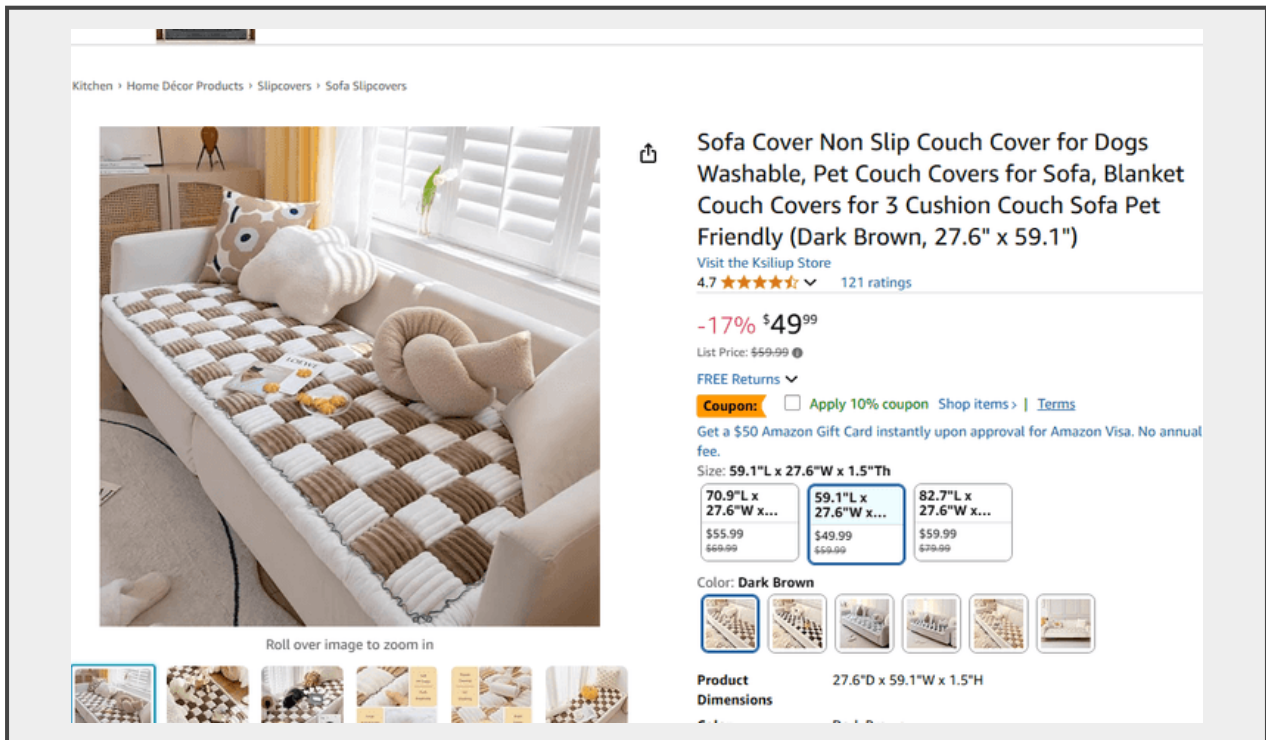 Kitchen › Home Décor Products › Slipcovers › Sofa Slipcovers
Sofa Cover Non Slip Couch Cover for Dogs
Washable, Pet Couch Covers for Sofa, Blanket
Couch Covers for 3 Cushion Couch Sofa Pet
Friendly (Dark Brown, 27.6" x 59.1")
Visit the Ksiliup Store
4.7 121 ratings
-17% $49.99
List Price: $59.99
FREE Returns
Coupon: Apply 10% coupon Shop items › | Terms
Get a $50 Amazon Gift Card instantly upon approval for Amazon Visa. No annual
fee.
Size: 59.1"L x 27.6"W x 1.5"Th
70.9"L x
27.6"W x...
$55.99
$69.99
59.1"L x
27.6"W x...
$49.99
$59.99
82.7"L x
27.6"W x...
$59.99
$79.99
Color: Dark Brown
LOEWE
Roll over image to zoom in
Product
Dimensions
27.6"D x 59.1"W x 1.5"H